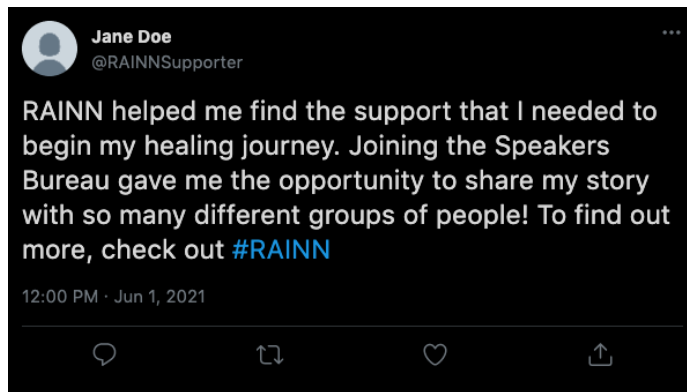 Jane Doe
@RAINNSupporter
RAINN helped me find the support that I needed to
begin my healing journey. Joining the Speakers
Bureau gave me the opportunity to share my story
with so many different groups of people! To find out
more, check out #RAINN
12:00 PM · Jun 1, 2021